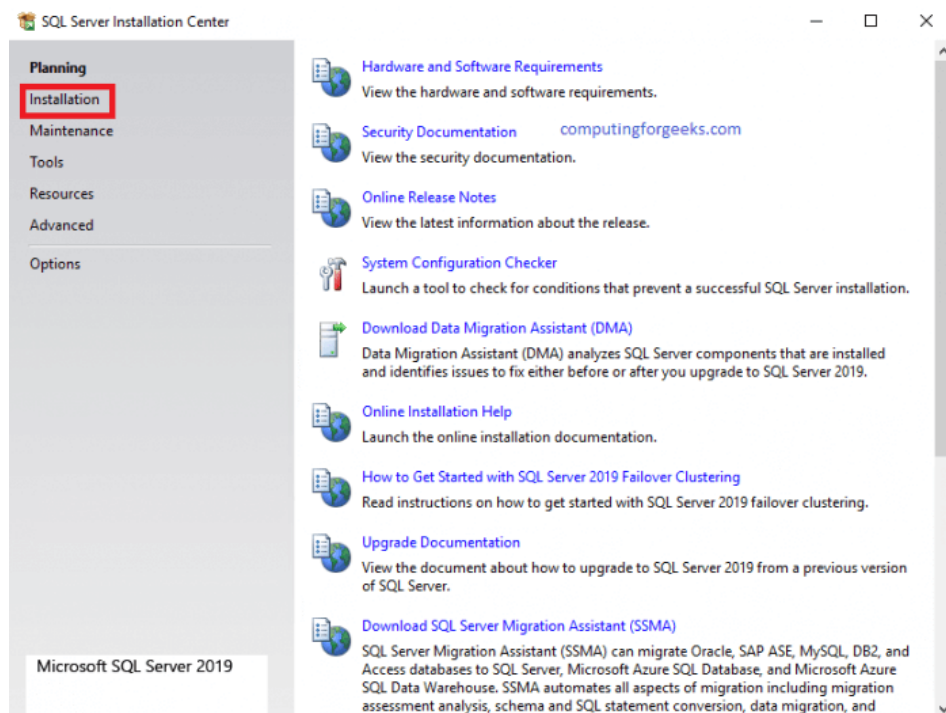 SQL Server Installation Center
Planning
Installation
Maintenance
Tools
Resources
Advanced
Options
Microsoft SQL Server 2019
Hardware and Software Requirements
View the hardware and software requirements.
Security Documentation
computingforgeeks.com
View the security documentation.
Online Release Notes
View the latest information about the release.
System Configuration Checker
Launch a tool to check for conditions that prevent a successful SQL Server installation.
Download Data Migration Assistant (DMA)
Data Migration Assistant (DMA) analyzes SQL Server components that are installed
and identifies issues to fix either before or after you upgrade to SQL Server 2019.
Online Installation Help
Launch the online installation documentation.
How to Get Started with SQL Server 2019 Failover Clustering
Read instructions on how to get started with SQL Server 2019 failover clustering.
Upgrade Documentation
View the document about how to upgrade to SQL Server 2019 from a previous version
of SQL Server.
Download SQL Server Migration Assistant (SSMA)
SQL Server Migration Assistant (SSMA) can migrate Oracle, SAP ASE, MySQL, DB2, and
Access databases to SQL Server, Microsoft Azure SQL Database, and Microsoft Azure
SQL Data Warehouse. SSMA automates all aspects of migration including migration
assessment analysis, schema and SQL statement conversion, data migration, and